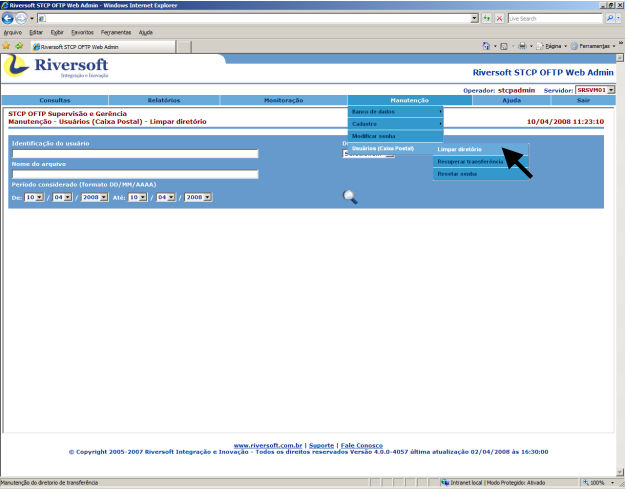 Riversoft STCP OFTP Web Admin - Windows Internet Explorer
Live Search
Arquivo Editar Exibir Favoritos Ferramentas Ajuda
Riversoft STCP OFTP Web Admin
Página Ferramentas
Riversoft
Integração e Inovação
Riversoft STCP OFTP Web Admin
Operador: stcpadmin Servidor: SRSVM01
Consultas Relatórios Monitoração Manutenção Ajuda Sair
STCP OFTP Supervisão e Gerência
Manutenção - Usuários (Caixa Postal) - Limpar diretório
10/04/2008 11:23:10
Banco de dados
Cadastro
Modificar senha
Usuários (Caixa Postal)
Limpar diretório
Recuperar transferência
Resetar senha
Identificação do usuário
Nome do arquivo
Período considerado (formato DD/MM/AAAA)
De: 10 / 04 / 2008 Até: 10 / 04 / 2008
www.riversoft.com.br | Suporte | Fale Conosco
© Copyright 2005-2007 Riversoft Integração e Inovação - Todos os direitos reservados Versão 4.0.0-4057 última atualização 02/04/2008 às 16:30:00
Manutenção do diretorio de transferência
Intranet local | Modo Protegido: Ativado
100%